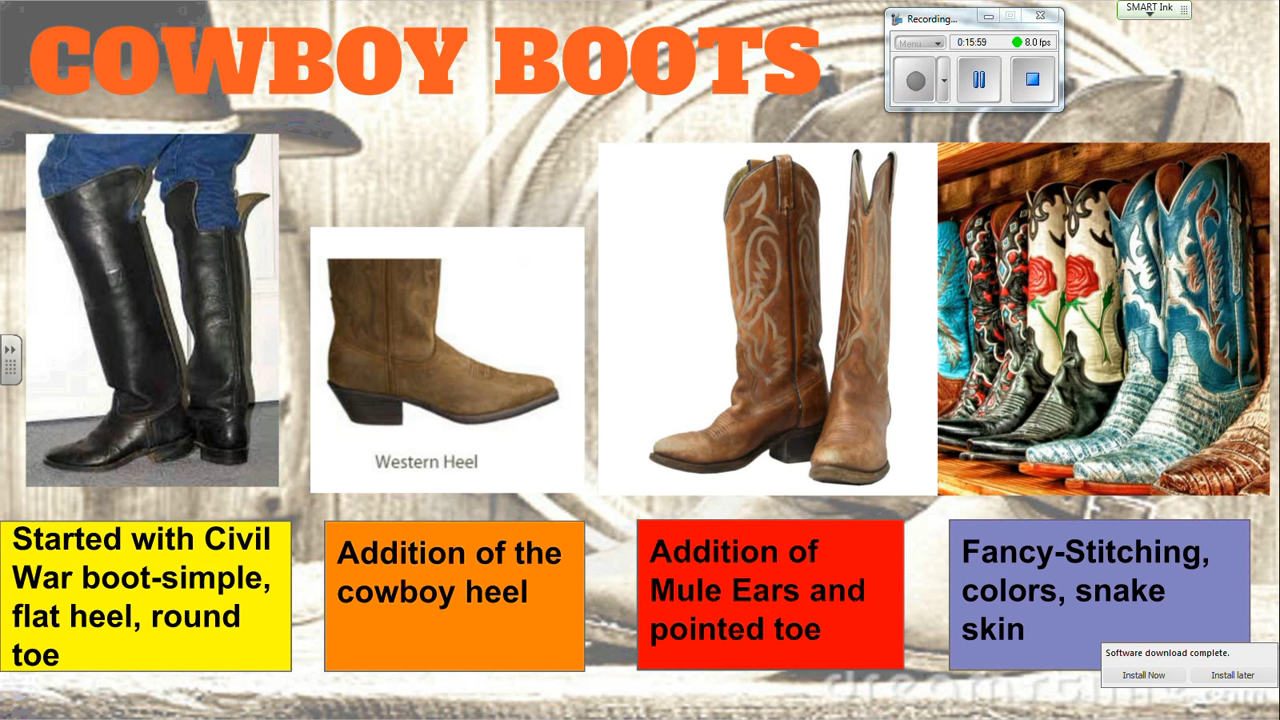 COWBOY BOOTS
Recording...
Menu...
0:15:59
8.0 fps
SMART Ink
Western Heel
Started with Civil
War boot-simple,
flat heel, round
toe
Addition of the
cowboy heel
Addition of
Mule Ears and
pointed toe
Fancy-Stitching,
colors, snake
skin
Software download complete.
Install Now
Install later